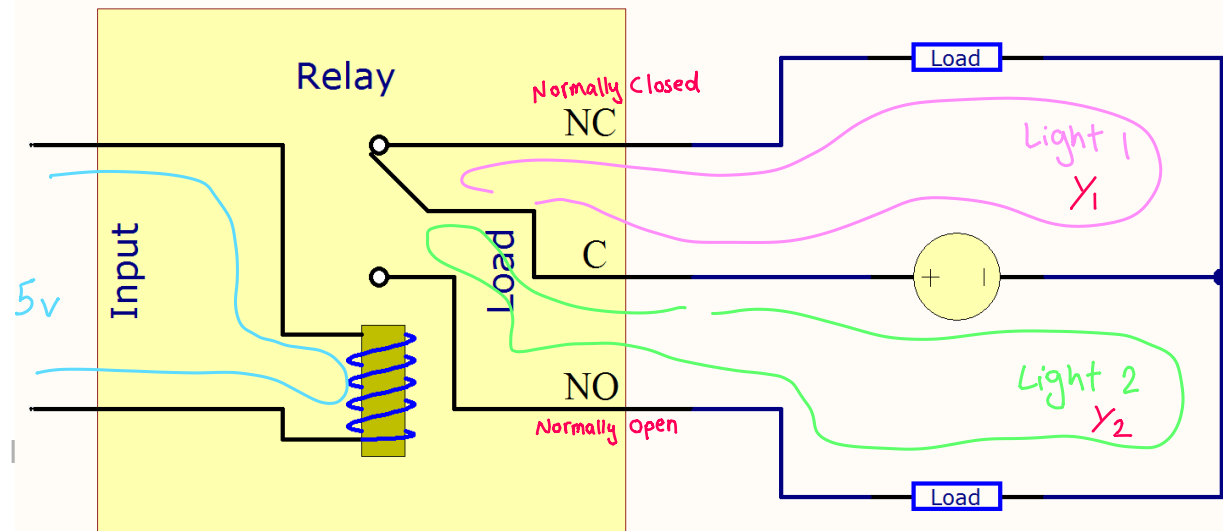 Relay
Normally Closed
NC
Load
Light 1
Y1
Input
5v
Load
C
+ −
NO
Normally Open
Light 2
Y2
Load